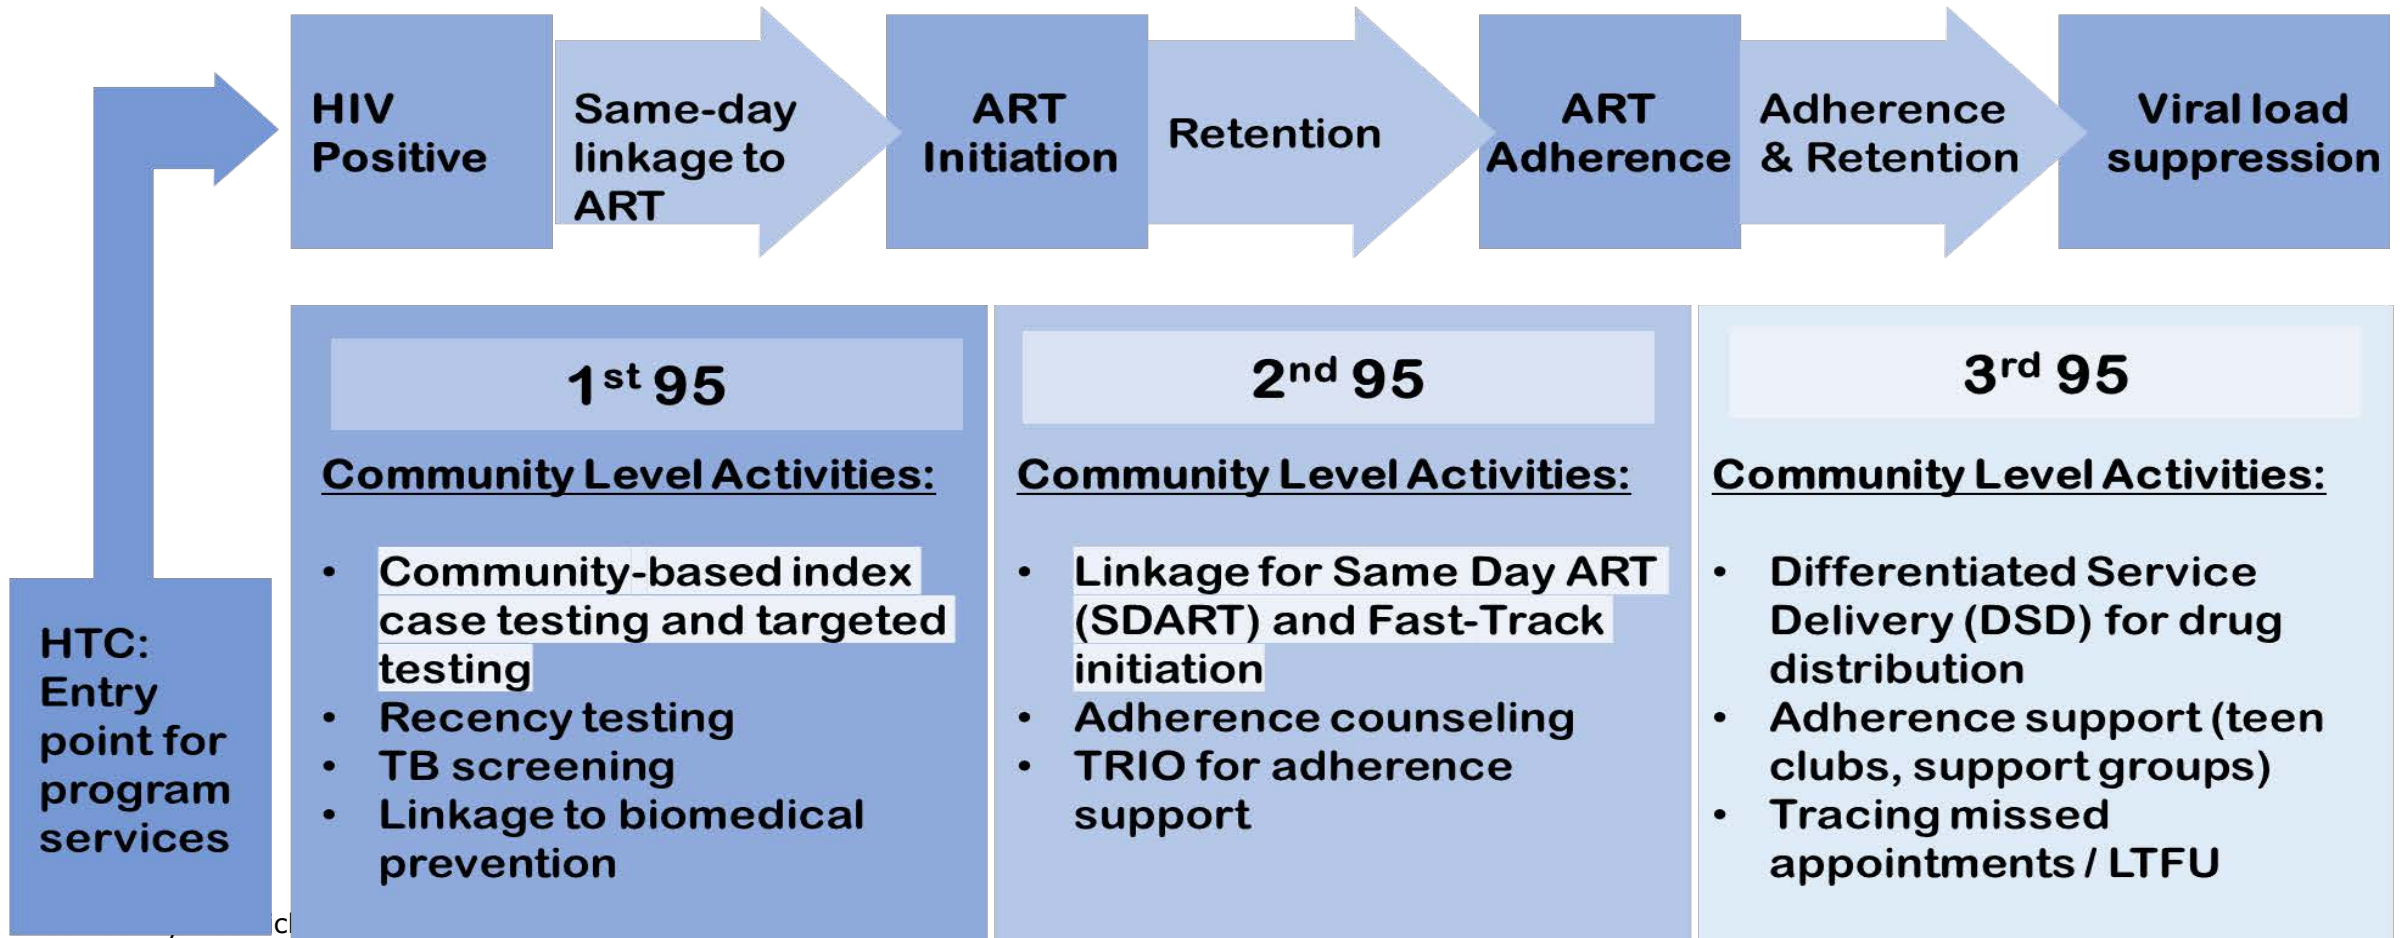 HIV
Positive
Same-day
linkage to
ART
ART
Initiation
Retention
ART
Adherence
Adherence
& Retention
Viral load
suppression
HTC:
Entry
point for
program
services
1st 95
Community Level Activities:
• Community-based index
case testing and targeted
testing
• Recency testing
• TB screening
• Linkage to biomedical
prevention
2nd 95
Community Level Activities:
• Linkage for Same Day ART
(SDART) and Fast-Track
initiation
• Adherence counseling
• TRIO for adherence
support
3rd 95
Community Level Activities:
• Differentiated Service
Delivery (DSD) for drug
distribution
• Adherence support (teen
clubs, support groups)
• Tracing missed
appointments / LTFU